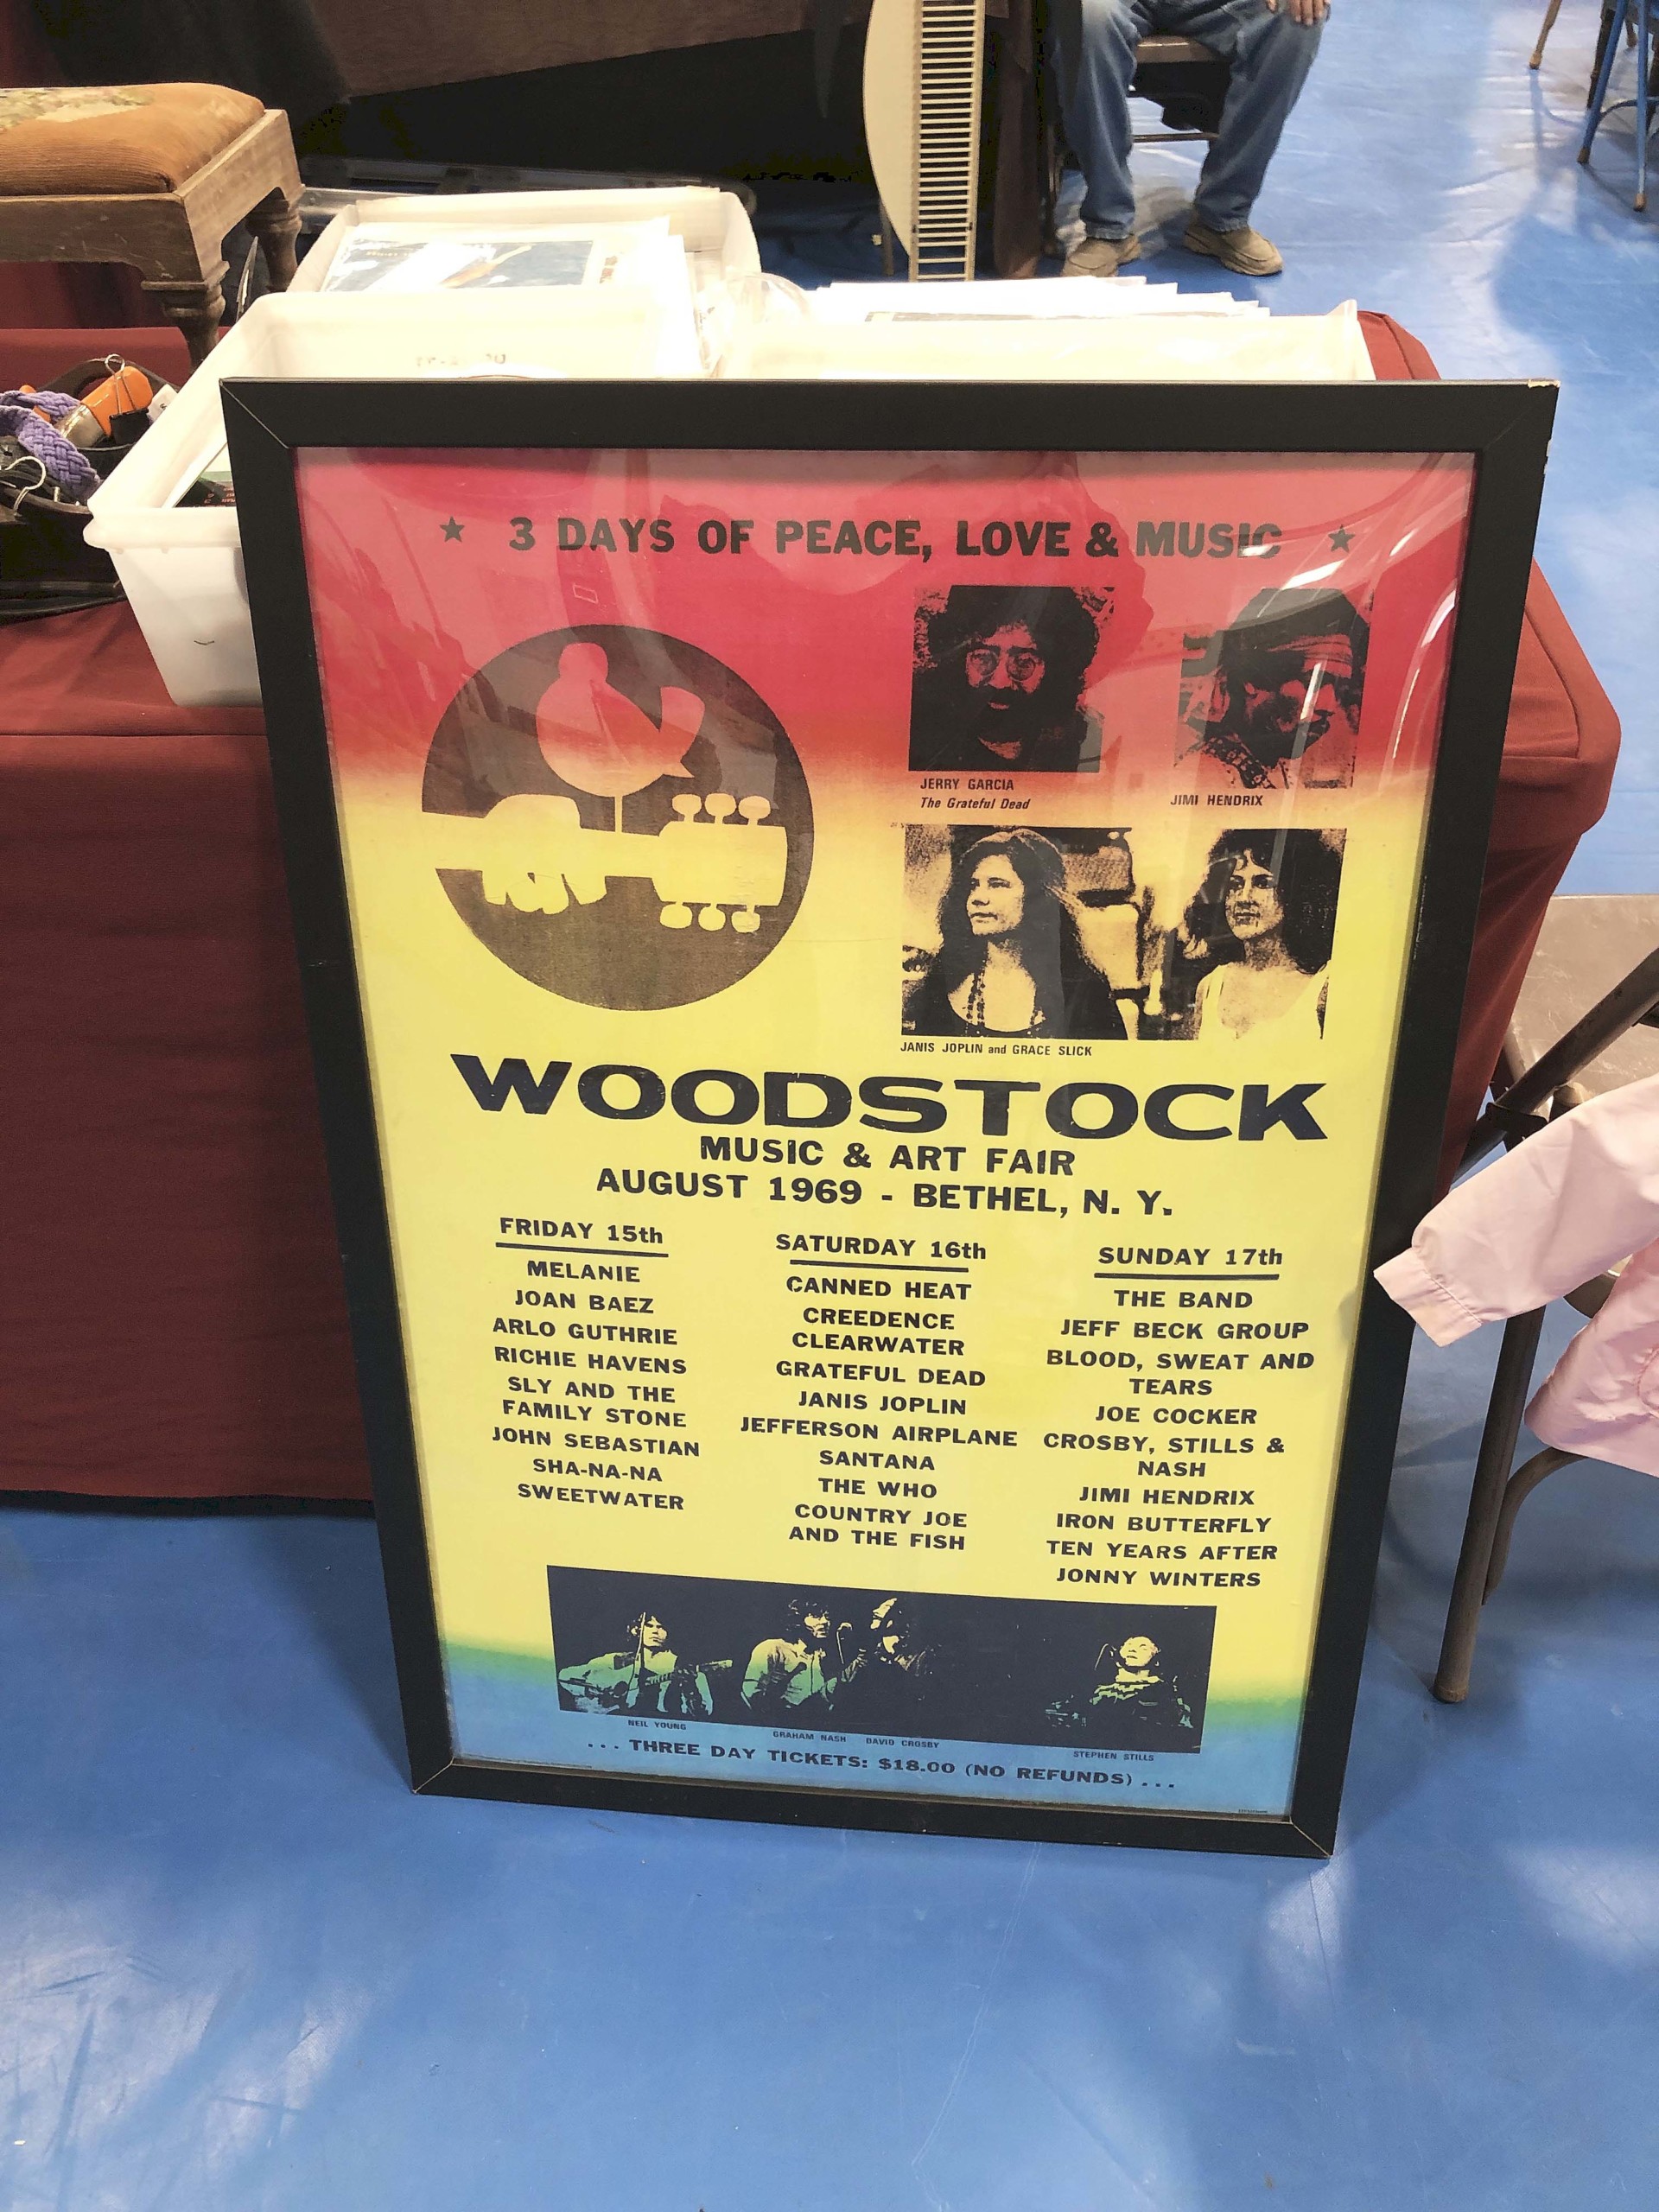 ★ 3 DAYS OF PEACE, LOVE & MUSIC ★
JERRY GARCIA
The Grateful Dead
JIMI HENDRIX
JANIS JOPLIN and GRACE SLICK
WOODSTOCK
MUSIC & ART FAIR
AUGUST 1969 - BETHEL, N. Y.
FRIDAY 15th
MELANIE
JOAN BAEZ
ARLO GUTHRIE
RICHIE HAVENS
SLY AND THE
FAMILY STONE
JOHN SEBASTIAN
SHA-NA-NA
SWEETWATER
SATURDAY 16th
CANNED HEAT
CREEDENCE
CLEARWATER
GRATEFUL DEAD
JANIS JOPLIN
JEFFERSON AIRPLANE
SANTANA
THE WHO
COUNTRY JOE
AND THE FISH
SUNDAY 17th
THE BAND
JEFF BECK GROUP
BLOOD, SWEAT AND
TEARS
JOE COCKER
CROSBY, STILLS &
NASH
JIMI HENDRIX
IRON BUTTERFLY
TEN YEARS AFTER
JONNY WINTERS
NEIL YOUNG
GRAHAM NASH
DAVID CROSBY
STEPHEN STILLS
... THREE DAY TICKETS: $18.00 (NO REFUNDS) ...